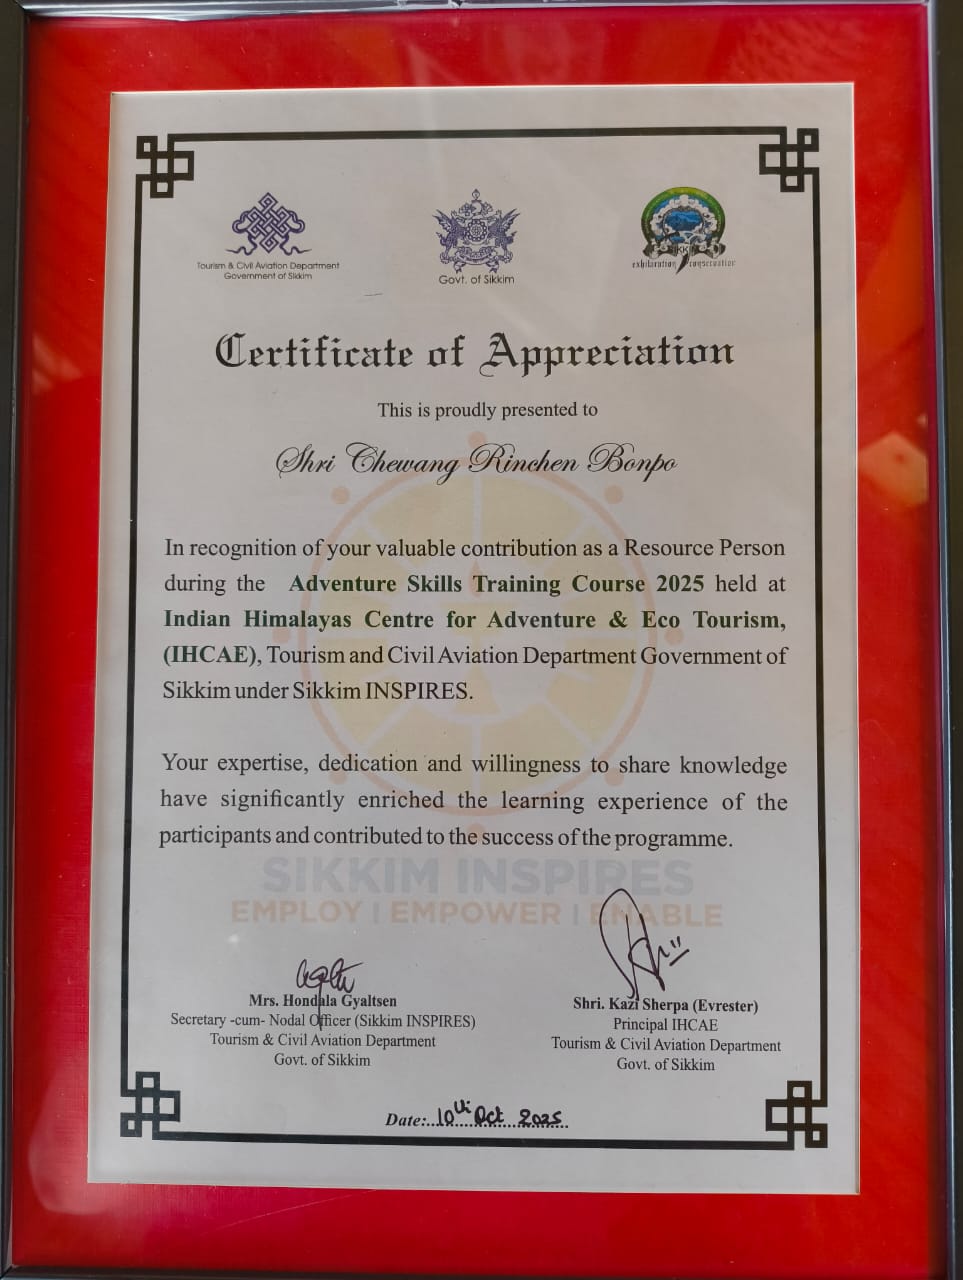 Tourism & Civil Aviation Department
Government of Sikkim
Govt. of Sikkim
SIKKIM
exhilaration conservation
Certificate of Appreciation
This is proudly presented to
Shri Chewang Rinchen Bonpo
In recognition of your valuable contribution as a Resource Person
during the Adventure Skills Training Course 2025 held at
Indian Himalayas Centre for Adventure & Eco Tourism,
(IHCAE), Tourism and Civil Aviation Department Government of
Sikkim under Sikkim INSPIRES.
Your expertise, dedication and willingness to share knowledge
have significantly enriched the learning experience of the
participants and contributed to the success of the programme.
SIKKIM INSPIRES
EMPLOY | EMPOWER | ENABLE
Mrs. Hondala Gyaltsen
Secretary -cum- Nodal Officer (Sikkim INSPIRES)
Tourism & Civil Aviation Department
Govt. of Sikkim
Shri. Kazi Sherpa (Evrester)
Principal IHCAE
Tourism & Civil Aviation Department
Govt. of Sikkim
Date:..10th Oct 2025..